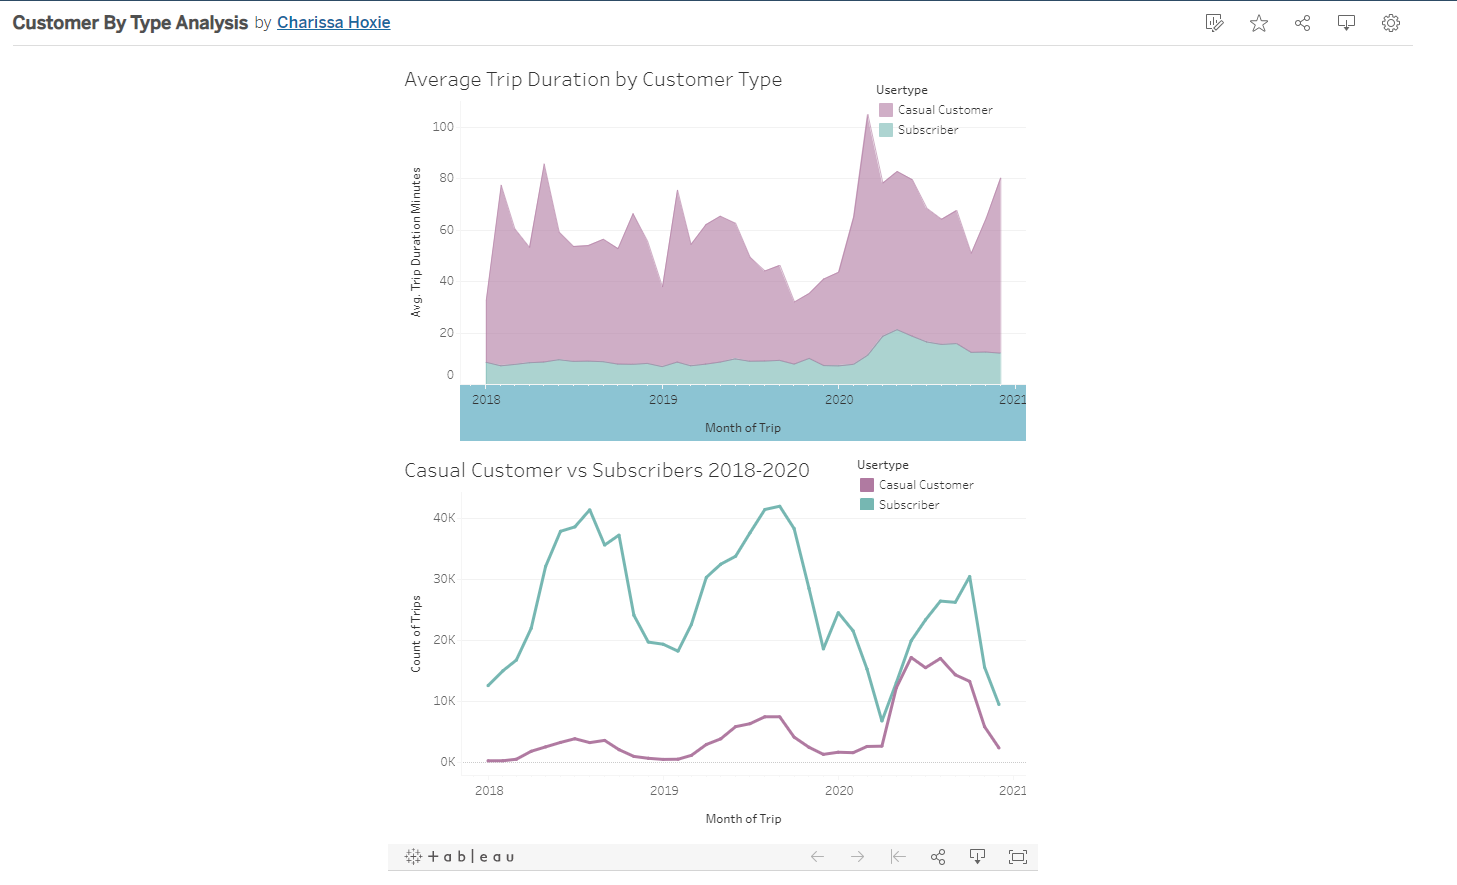 Customer By Type Analysis by Charissa Hoxie
Average Trip Duration by Customer Type
Usertype
Casual Customer
Subscriber
Avg. Trip Duration Minutes
100
80
60
40
20
0
2018 2019 2020 2021
Month of Trip
Casual Customer vs Subscribers 2018-2020
Usertype
Casual Customer
Subscriber
Count of Trips
40K
30K
20K
10K
0K
2018 2019 2020 2021
Month of Trip
+ableau